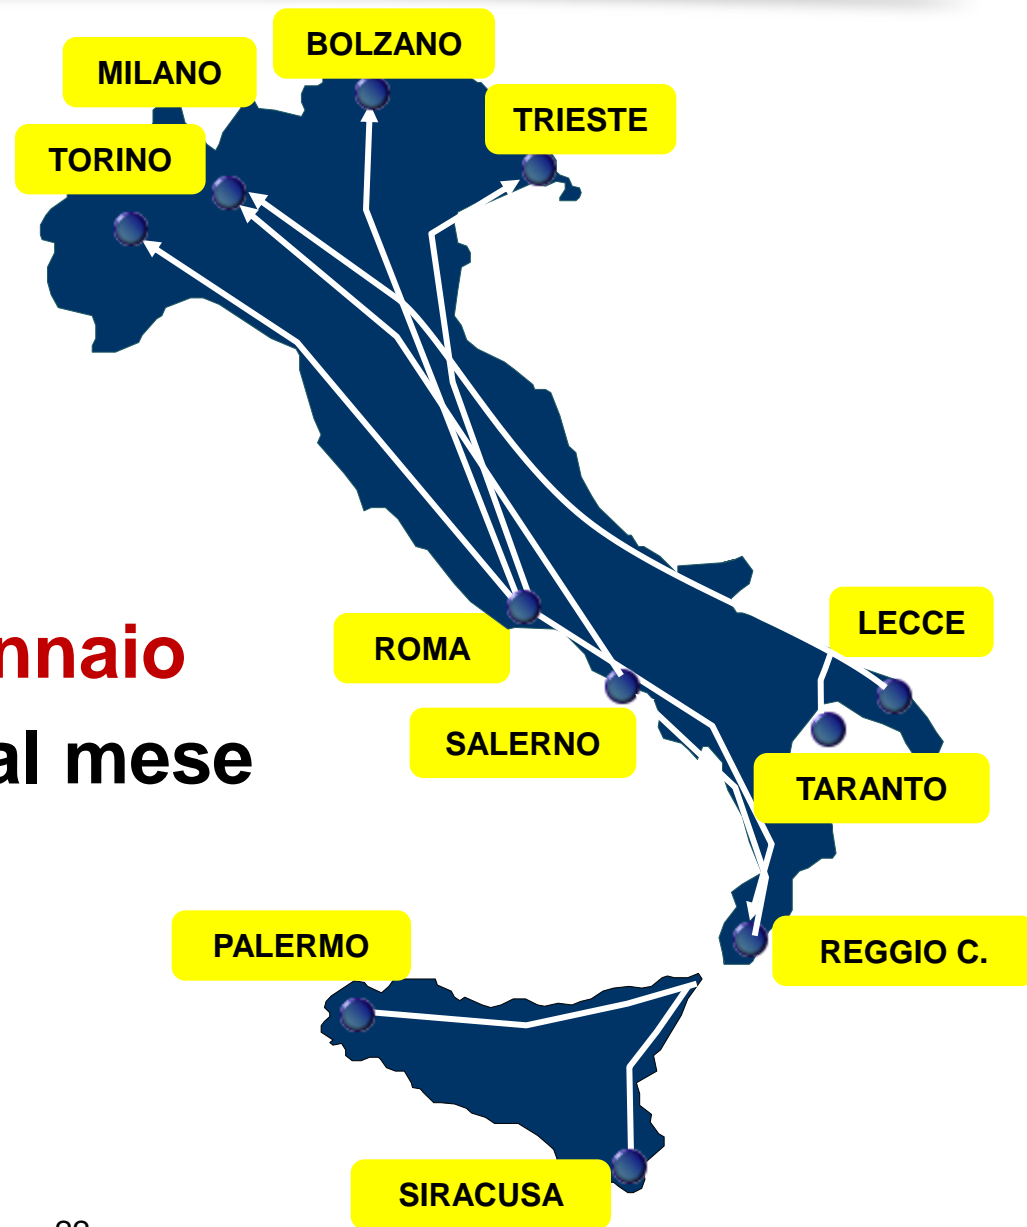 BOLZANO
MILANO
TRIESTE
TORINO
LECCE
ROMA
nnaio
SALERNO
al mese
TARANTO
PALERMO
REGGIO C.
SIRACUSA